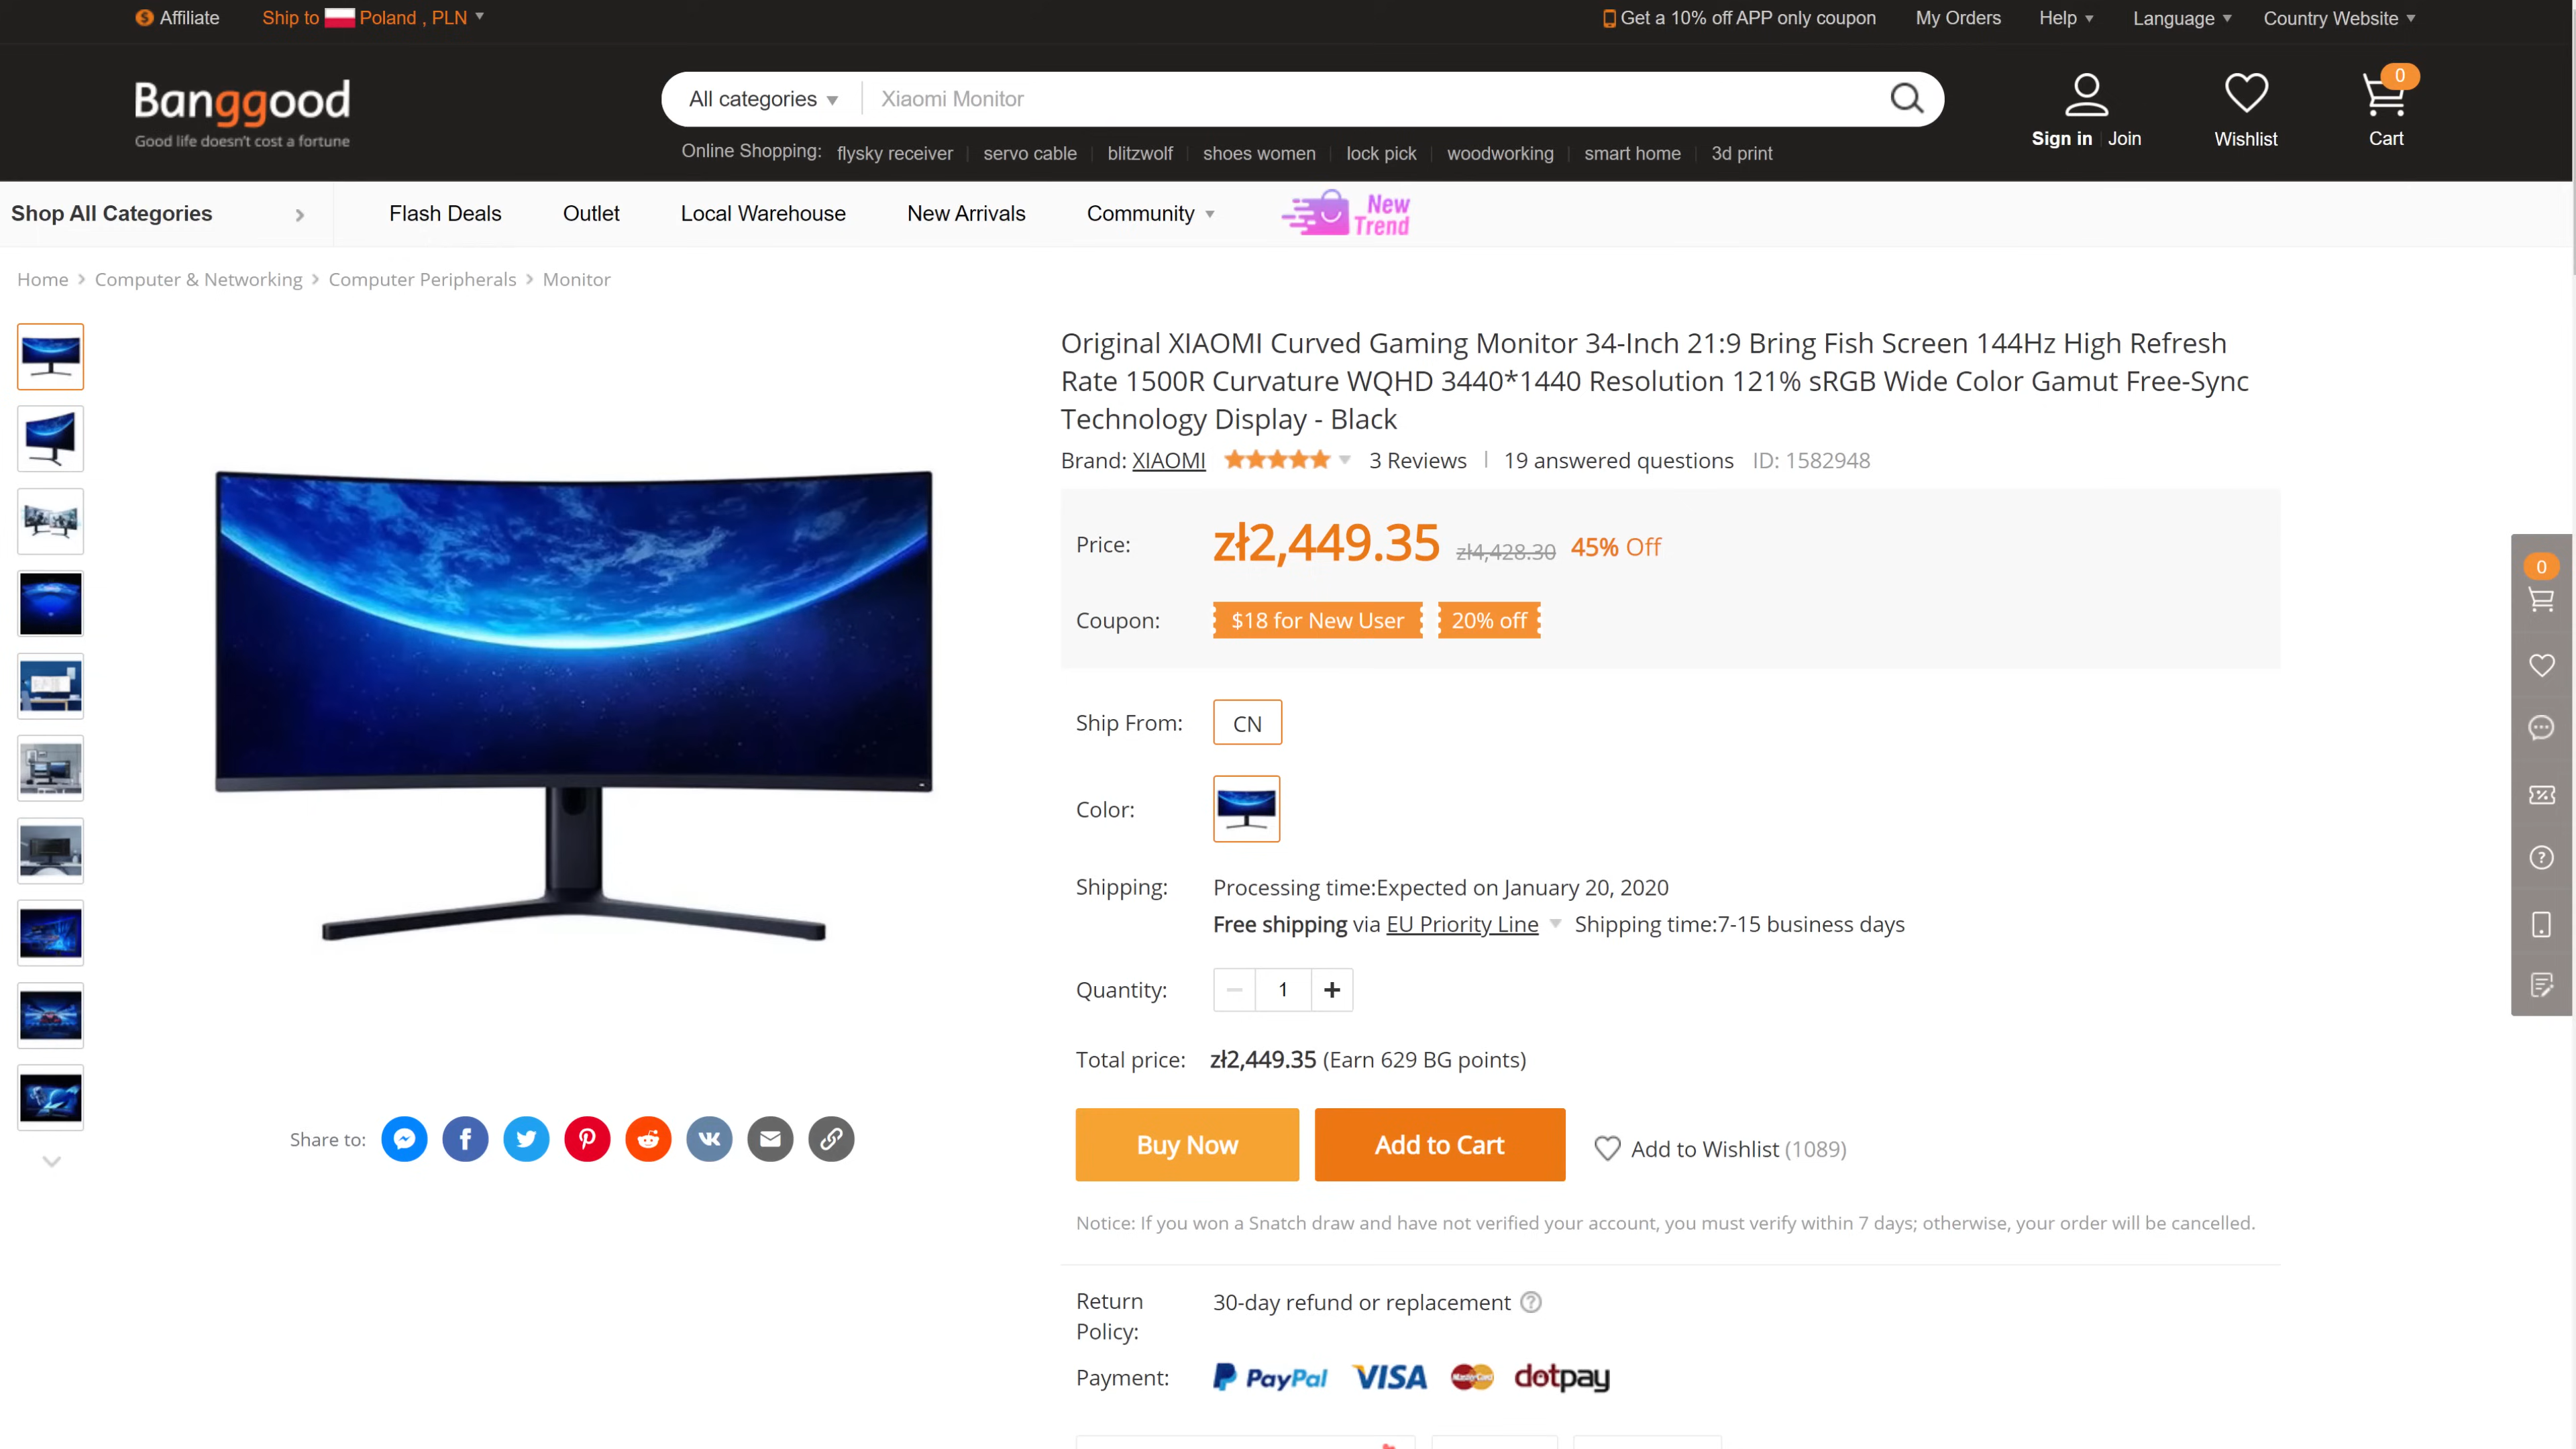 Affiliate
Ship to Poland , PLN
Get a 10% off APP only coupon
My Orders
Help
Language
Country Website
Banggood
Good life doesn't cost a fortune
All categories
Xiaomi Monitor
Online Shopping: flysky receiver servo cable blitzwolf shoes women lock pick woodworking smart home 3d print
Sign in Join
Wishlist
0
Cart
Shop All Categories
Flash Deals
Outlet
Local Warehouse
New Arrivals
Community
New
Trend
Home > Computer & Networking > Computer Peripherals > Monitor
Original XIAOMI Curved Gaming Monitor 34-Inch 21:9 Bring Fish Screen 144Hz High Refresh
Rate 1500R Curvature WQHD 3440*1440 Resolution 121% sRGB Wide Color Gamut Free-Sync
Technology Display - Black
Brand: XIAOMI 3 Reviews | 19 answered questions ID: 1582948
Price: zł2,449.35 zł4,428.30 45% Off
Coupon: $18 for New User 20% off
Ship From: CN
Color:
Shipping: Processing time:Expected on January 20, 2020
Free shipping via EU Priority Line Shipping time:7-15 business days
Quantity: 1
Total price: zł2,449.35 (Earn 629 BG points)
Buy Now
Add to Cart
Add to Wishlist (1089)
Share to:
Notice: If you won a Snatch draw and have not verified your account, you must verify within 7 days; otherwise, your order will be cancelled.
Return
Policy:
30-day refund or replacement
Payment: PayPal VISA MasterCard dotpay
0